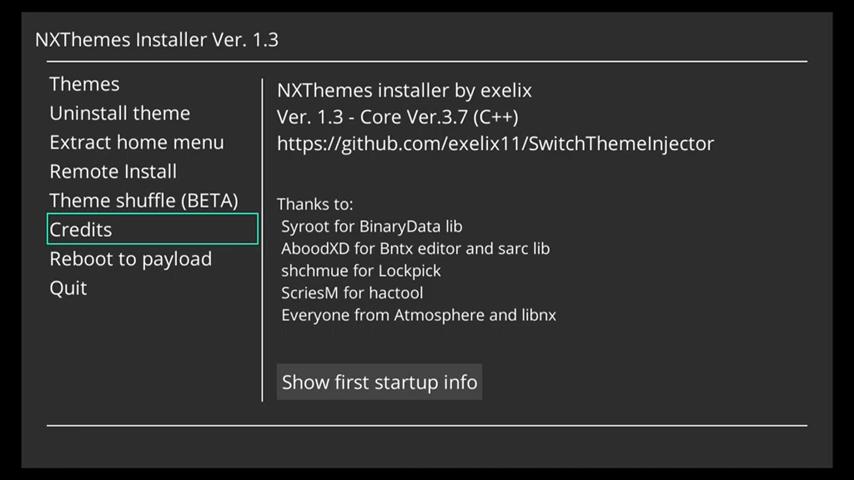 NXThemes Installer Ver. 1.3
Themes
Uninstall theme
Extract home menu
Remote Install
Theme shuffle (BETA)
Credits
Reboot to payload
Quit
NXThemes installer by exelix
Ver. 1.3 - Core Ver.3.7 (C++)
https://github.com/exelix11/SwitchThemeInjector
Thanks to:
Syroot for BinaryData lib
AboodXD for Bntx editor and sarc lib
shchmue for Lockpick
ScriesM for hactool
Everyone from Atmosphere and libnx
Show first startup info